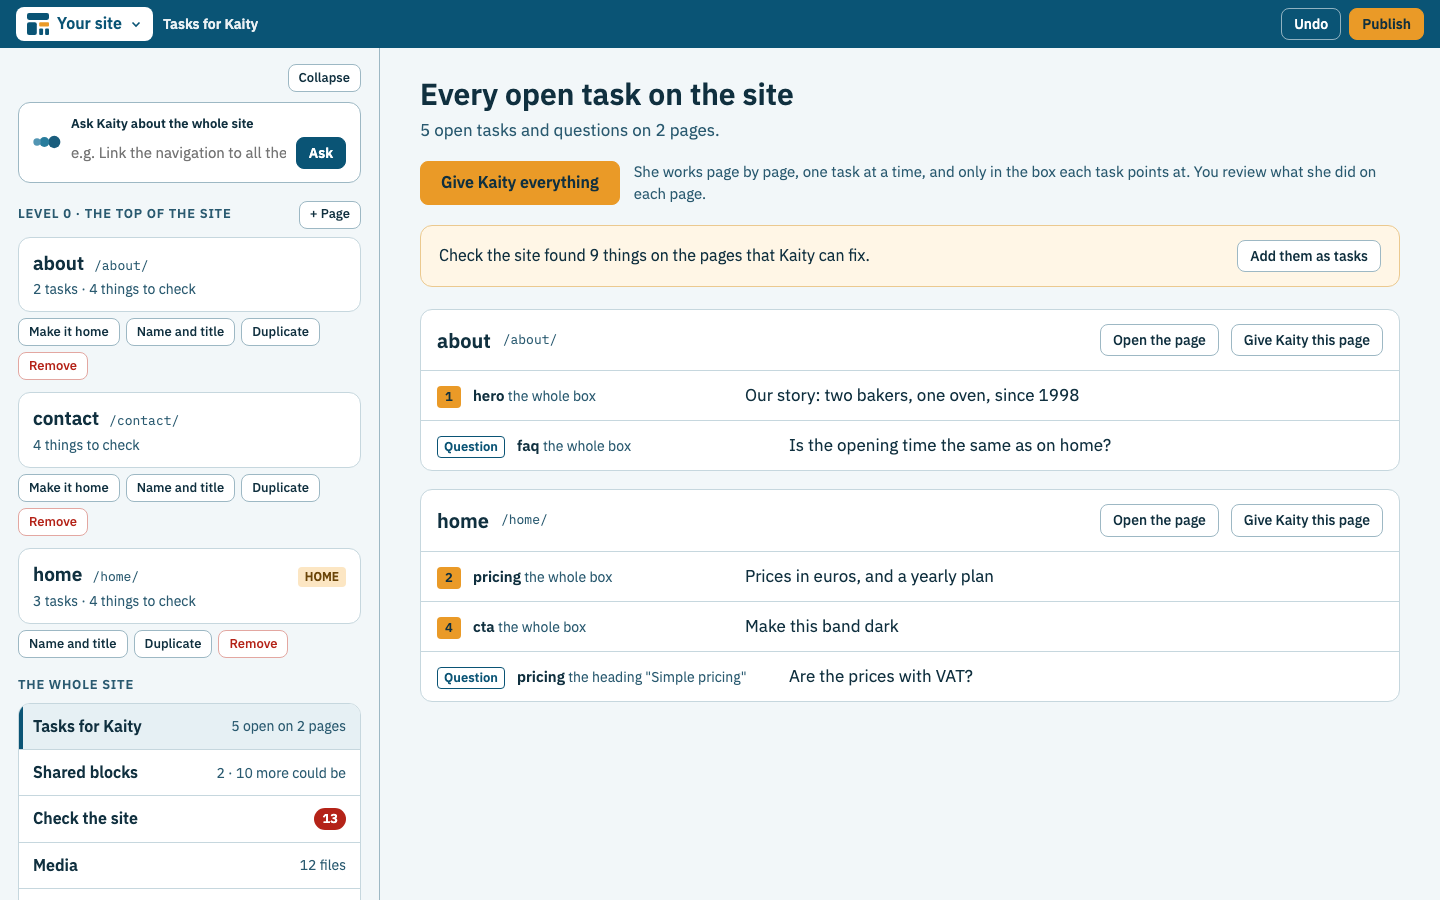 Your site
Tasks for Kaity
Undo
Publish
Collapse
Ask Kaity about the whole site
e.g. Link the navigation to all the
Ask
LEVEL 0 · THE TOP OF THE SITE
+ Page
about /about/
2 tasks · 4 things to check
Make it home
Name and title
Duplicate
Remove
contact /contact/
4 things to check
Make it home
Name and title
Duplicate
Remove
home /home/
HOME
3 tasks · 4 things to check
Name and title
Duplicate
Remove
THE WHOLE SITE
Tasks for Kaity
5 open on 2 pages
Shared blocks
2 · 10 more could be
Check the site
13
Media
12 files
Every open task on the site
5 open tasks and questions on 2 pages.
Give Kaity everything
She works page by page, one task at a time, and only in the box each task points at. You review what she did on
each page.
Check the site found 9 things on the pages that Kaity can fix.
Add them as tasks
about /about/
Open the page
Give Kaity this page
1 hero the whole box
Our story: two bakers, one oven, since 1998
Question faq the whole box
Is the opening time the same as on home?
home /home/
Open the page
Give Kaity this page
2 pricing the whole box
Prices in euros, and a yearly plan
4 cta the whole box
Make this band dark
Question pricing the heading "Simple pricing"
Are the prices with VAT?